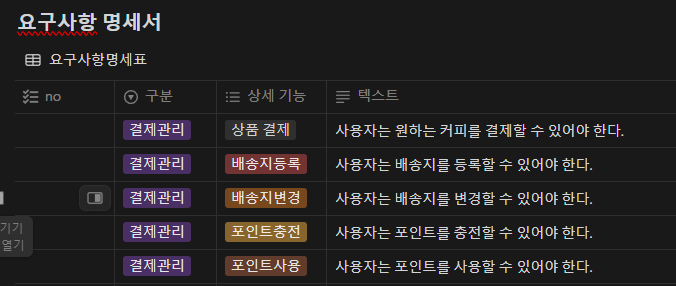 요구사항 명세서
요구사항명세표
no 구분 상세 기능 텍스트
결제관리 상품 결제 사용자는 원하는 커피를 결제할 수 있어야 한다.
결제관리 배송지등록 사용자는 배송지를 등록할 수 있어야 한다.
결제관리 배송지변경 사용자는 배송지를 변경할 수 있어야 한다.
기기
열기
결제관리 포인트충전 사용자는 포인트를 충전할 수 있어야 한다.
결제관리 포인트사용 사용자는 포인트를 사용할 수 있어야 한다.